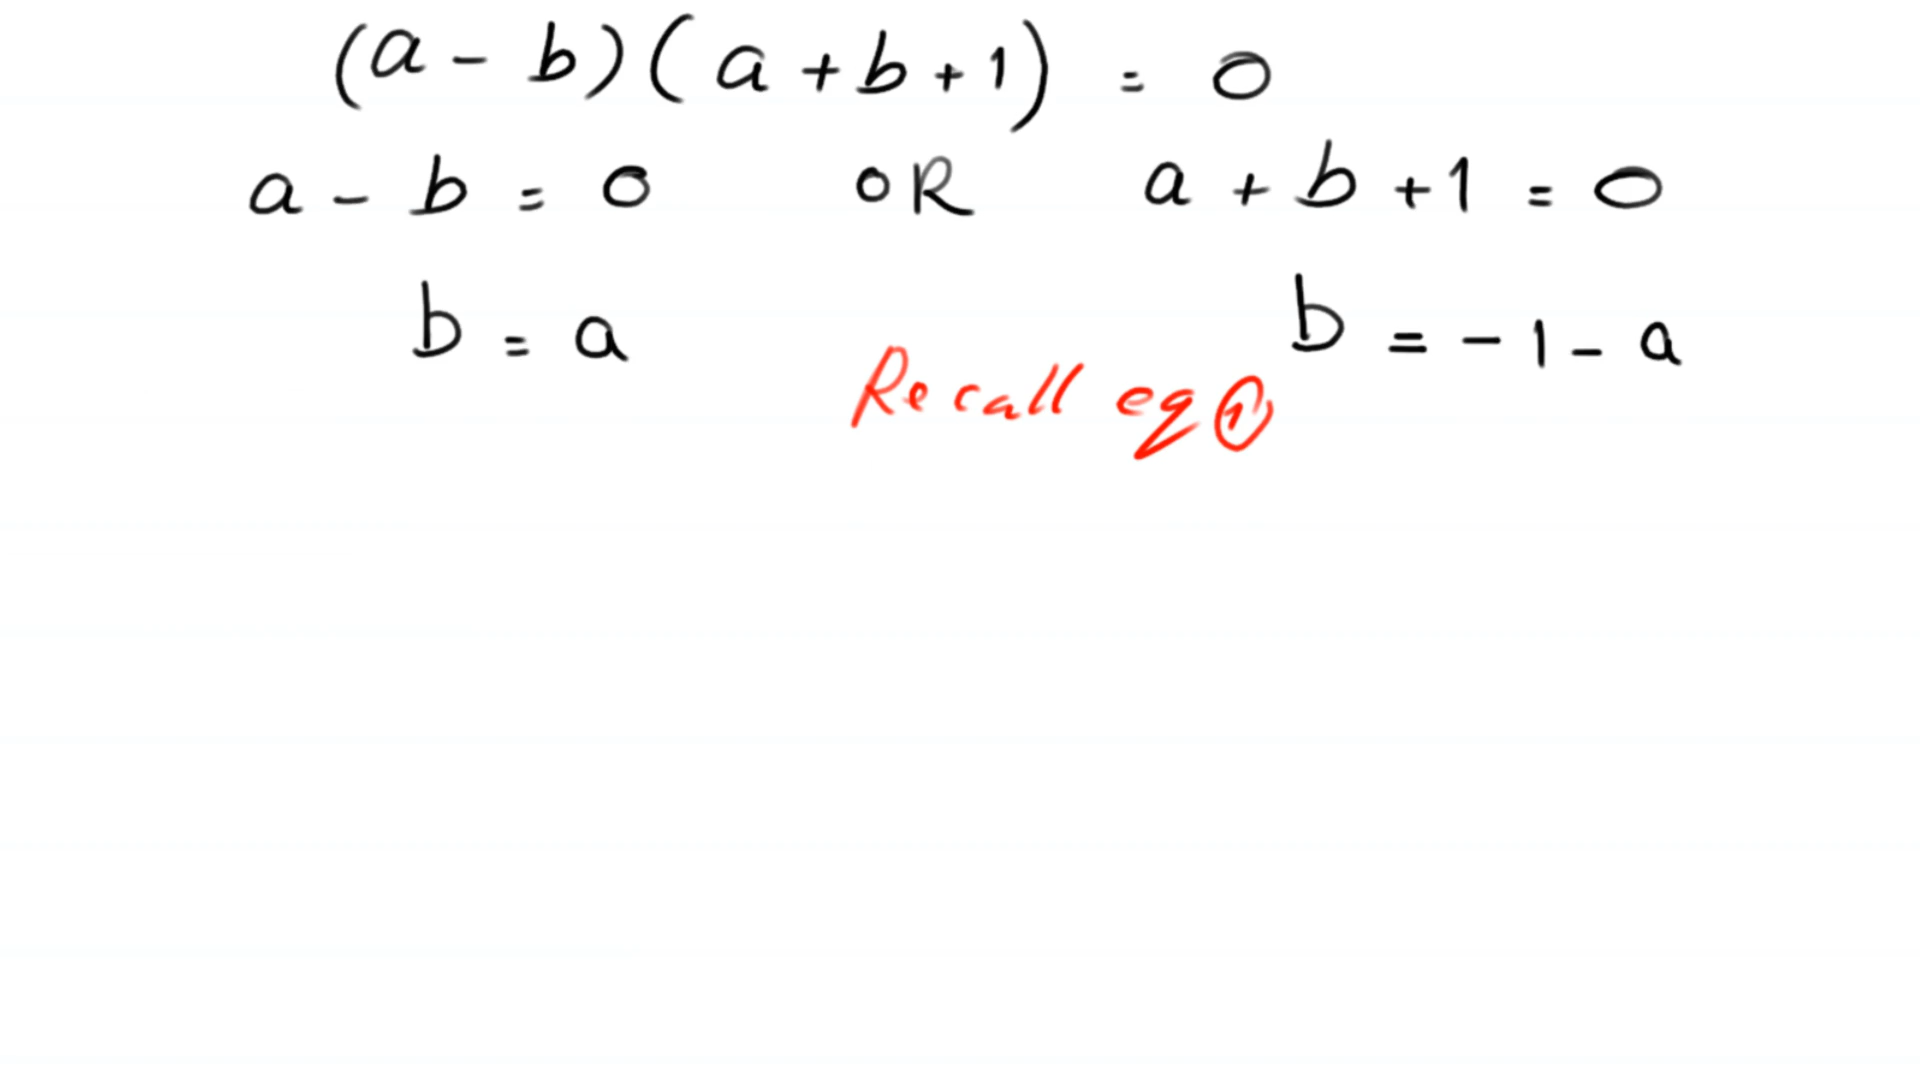 (a - b)(a + b + 1) = 0
a - b = 0 OR a + b + 1 = 0
b = a b = - 1 - a
Recall eq ①